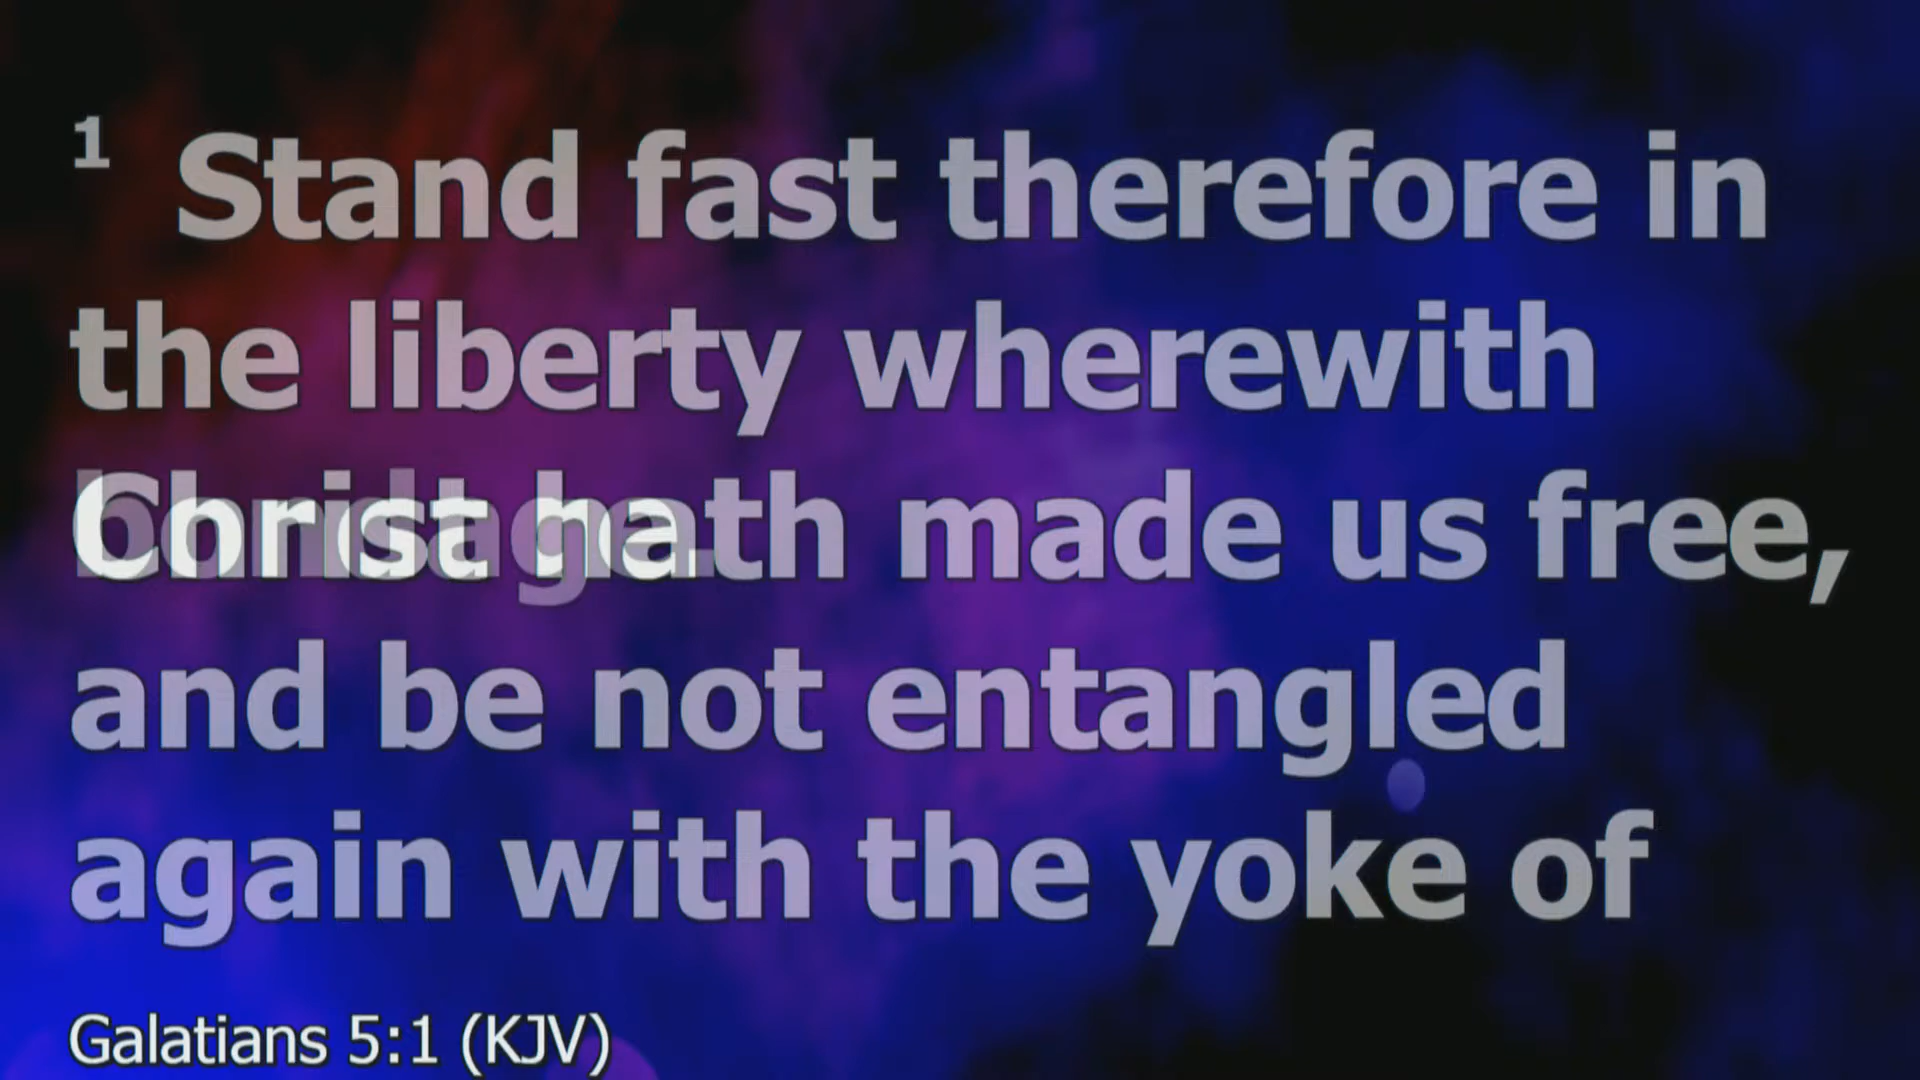 1 Stand fast therefore in
the liberty wherewith
Christ hath made us free,
bondage.
and be not entangled
again with the yoke of
Galatians 5:1 (KJV)